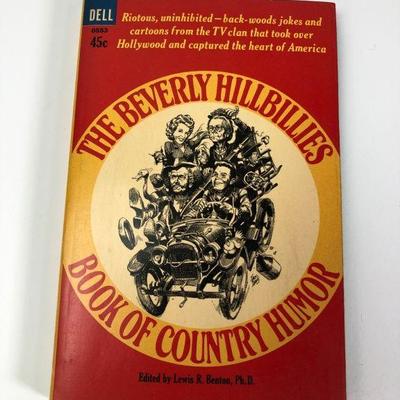 DELL
0553
45c
Riotous, uninhibited—back-woods jokes and
cartoons from the TV clan that took over
Hollywood and captured the heart of America
THE BEVERLY HILLBILLIES
BOOK OF COUNTRY HUMOR
Edited by Lewis R. Benton, Ph.D.